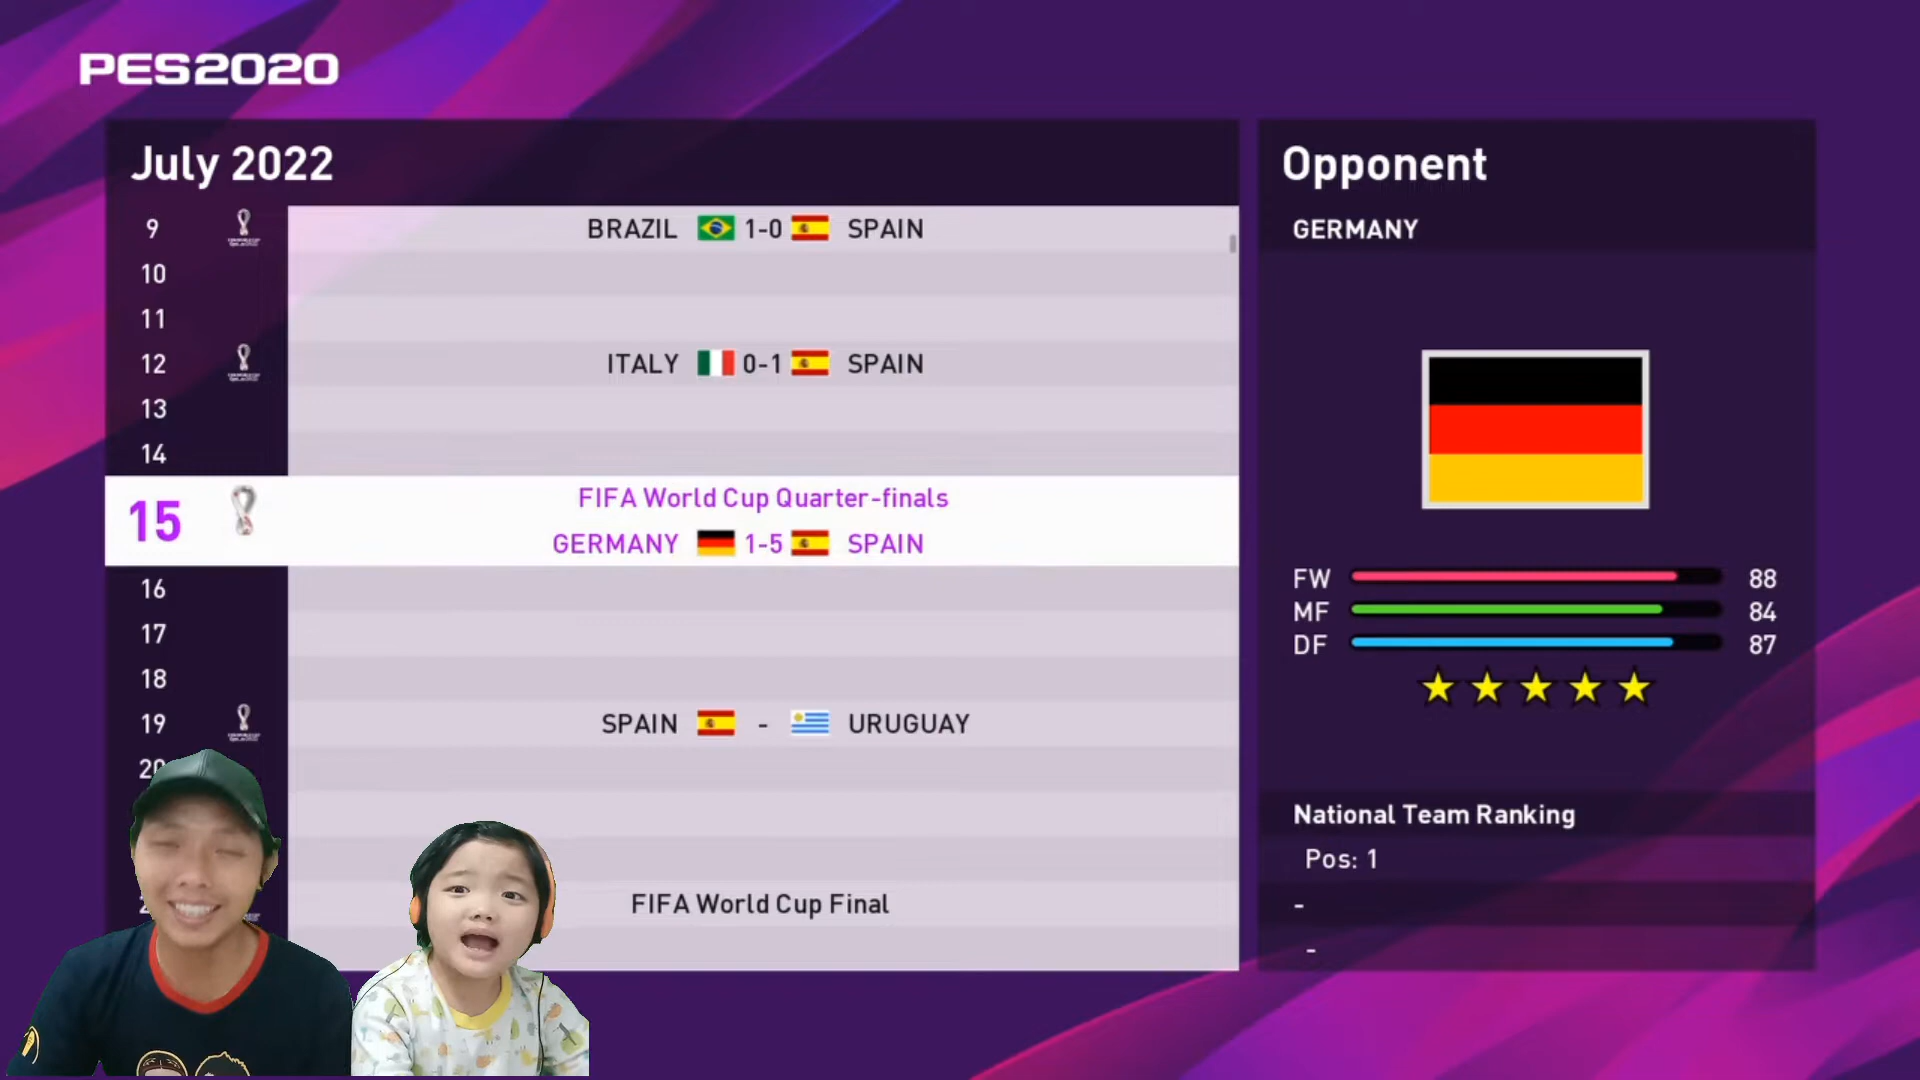 PES2020
July 2022
9 BRAZIL 1-0 SPAIN
10
11
12 ITALY 0-1 SPAIN
13
14
15 FIFA World Cup Quarter-finals
GERMANY 1-5 SPAIN
16
17
18
19 SPAIN - URUGUAY
20
FIFA World Cup Final
Opponent
GERMANY
FW 88
MF 84
DF 87
National Team Ranking
Pos: 1
-
-